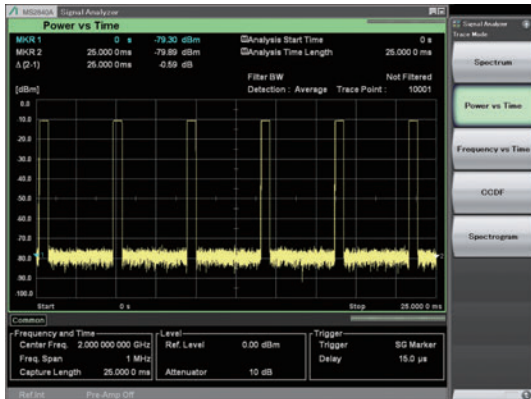 MS2840A Signal Analyzer
Power vs Time
MKR 1 0 s -79.30 dBm
MKR 2 25.000 0ms -79.89 dBm
Δ(2-1) 25.000 0ms -0.59 dB
Analysis Start Time 0 s
Analysis Time Length 25.000 0 ms
Filter BW Not Filtered
Detection : Average Trace Point : 10001
[dBm]
0.0
-10.0
-20.0
-30.0
-40.0
-50.0
-60.0
-70.0
-80.0
-90.0
-100.0
1
2
Start 0 s Stop 25.000 0 ms
Common
Frequency and Time
Center Freq. 2.000 000 000 GHz
Freq. Span 1 MHz
Capture Length 25.000 0 ms
Level
Ref. Level 0.00 dBm
Attenuator 10 dB
Trigger
Trigger SG Marker
Delay 15.0 µs
Ref.Int Pre-Amp Off
Signal Analyzer
Trace Mode
Spectrum
Power vs Time
Frequency vs Time
CCDF
Spectrogram